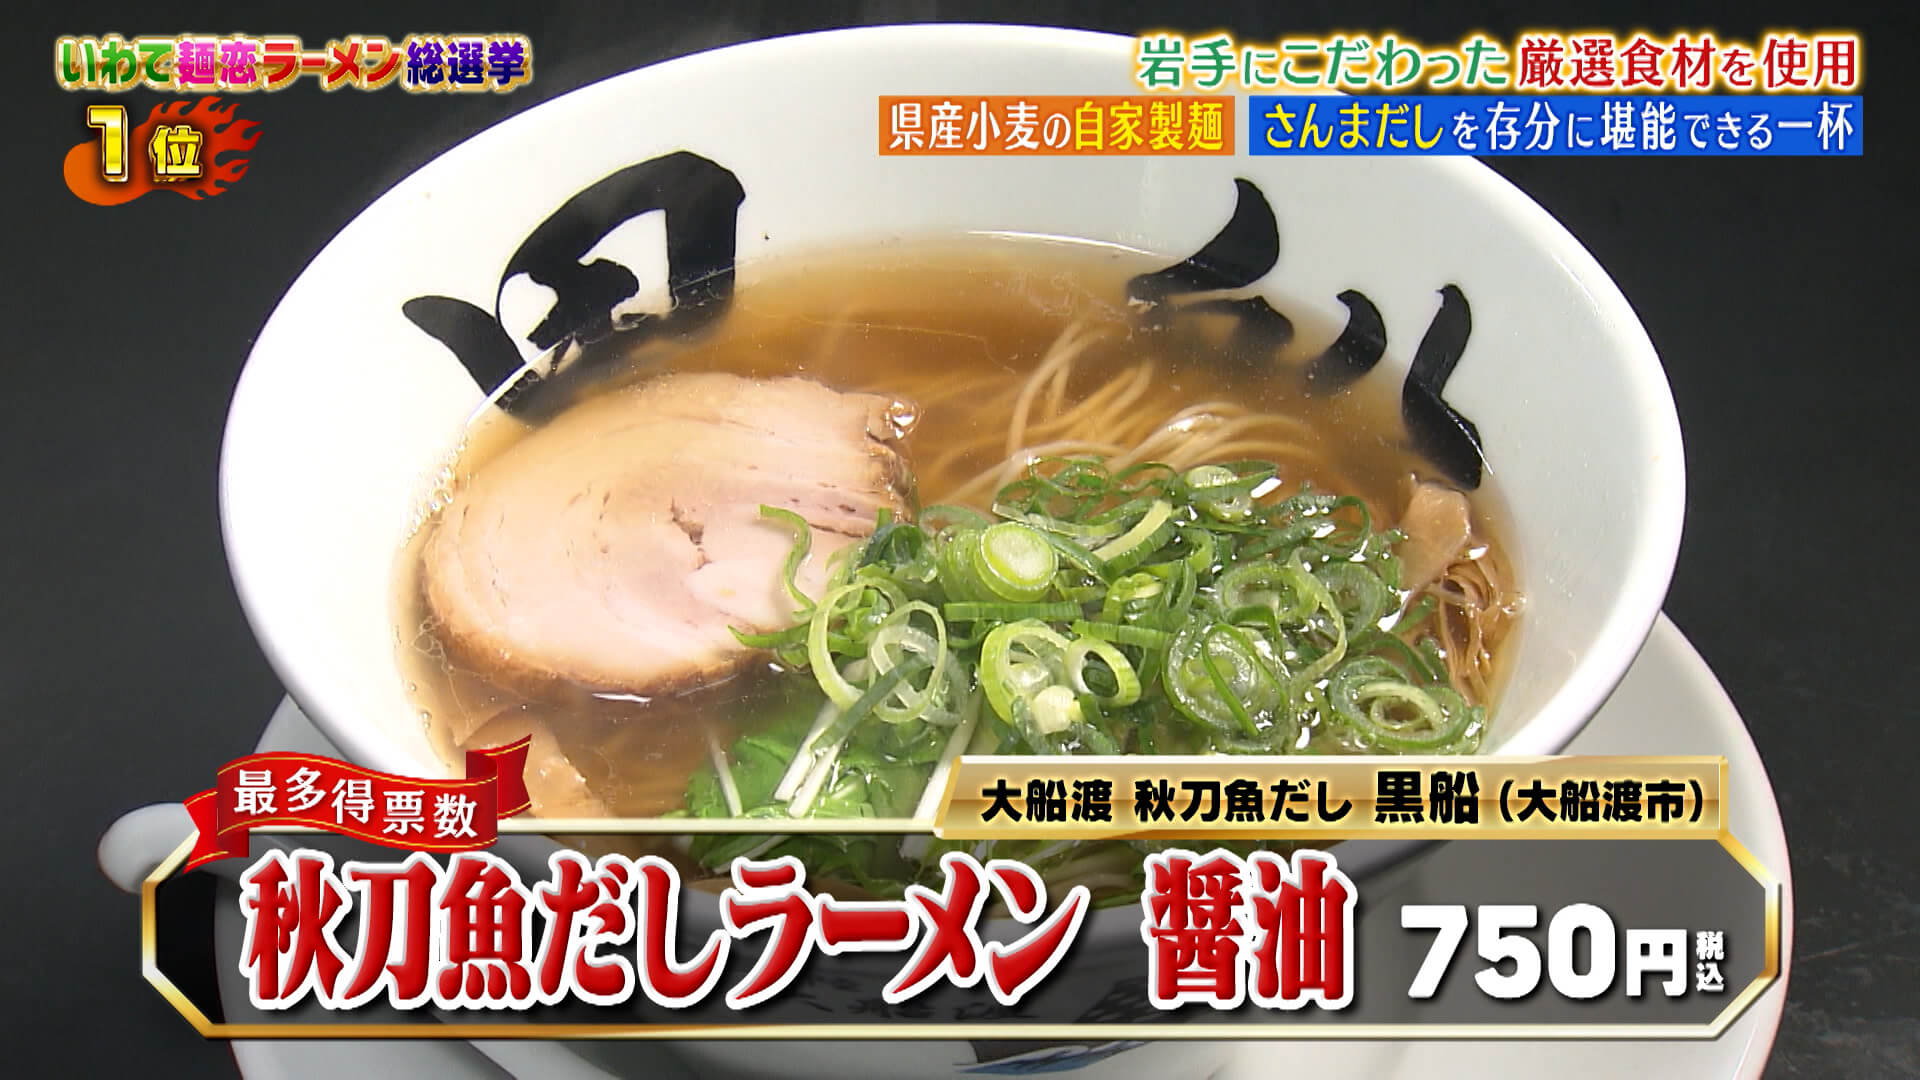 いわて麺恋ラーメン総選挙
1位
岩手にこだわった厳選食材を使用
県産小麦の自家製麺 さんまだしを存分に堪能できる一杯
最多得票数
大船渡 秋刀魚だし 黒船（大船渡市）
秋刀魚だしラーメン 醤油 750円税込